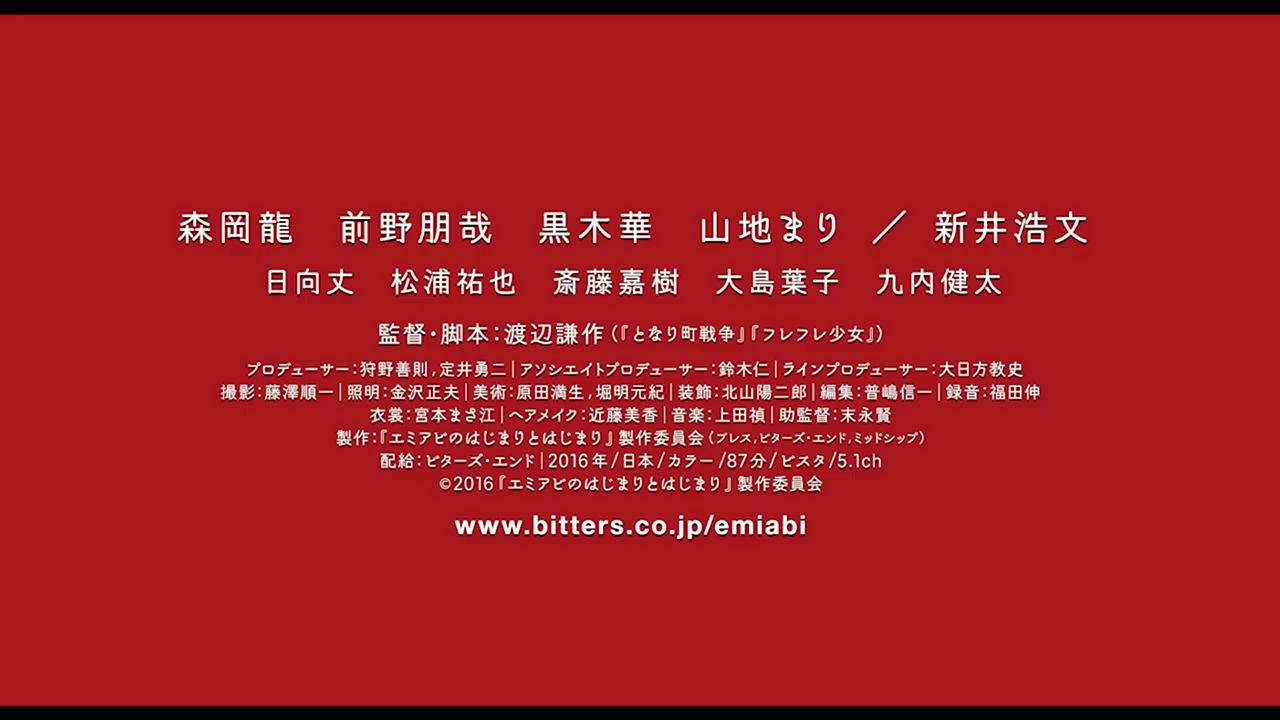 森岡龍　前野朋哉　黒木華　山地まり ／ 新井浩文
日向丈　松浦祐也　斎藤嘉樹　大島葉子　九内健太
監督・脚本：渡辺謙作（『となり町戦争』『フレフレ少女』）
プロデューサー：狩野善則，定井勇二｜アソシエイトプロデューサー：鈴木仁｜ラインプロデューサー：大日方教史
撮影：藤澤順一｜照明：金沢正夫｜美術：原田満生，堀明元紀｜装飾：北山陽二郎｜編集：普嶋信一｜録音：福田伸
衣裳：宮本まさ江｜ヘアメイク：近藤美香｜音楽：上田禎｜助監督：末永賢
製作：『エミアビのはじまりとはじまり』製作委員会（プレス，ビターズ・エンド，ミッドシップ）
配給：ビターズ・エンド｜2016年/日本/カラー/87分/ビスタ/5.1ch
©2016『エミアビのはじまりとはじまり』製作委員会
www.bitters.co.jp/emiabi